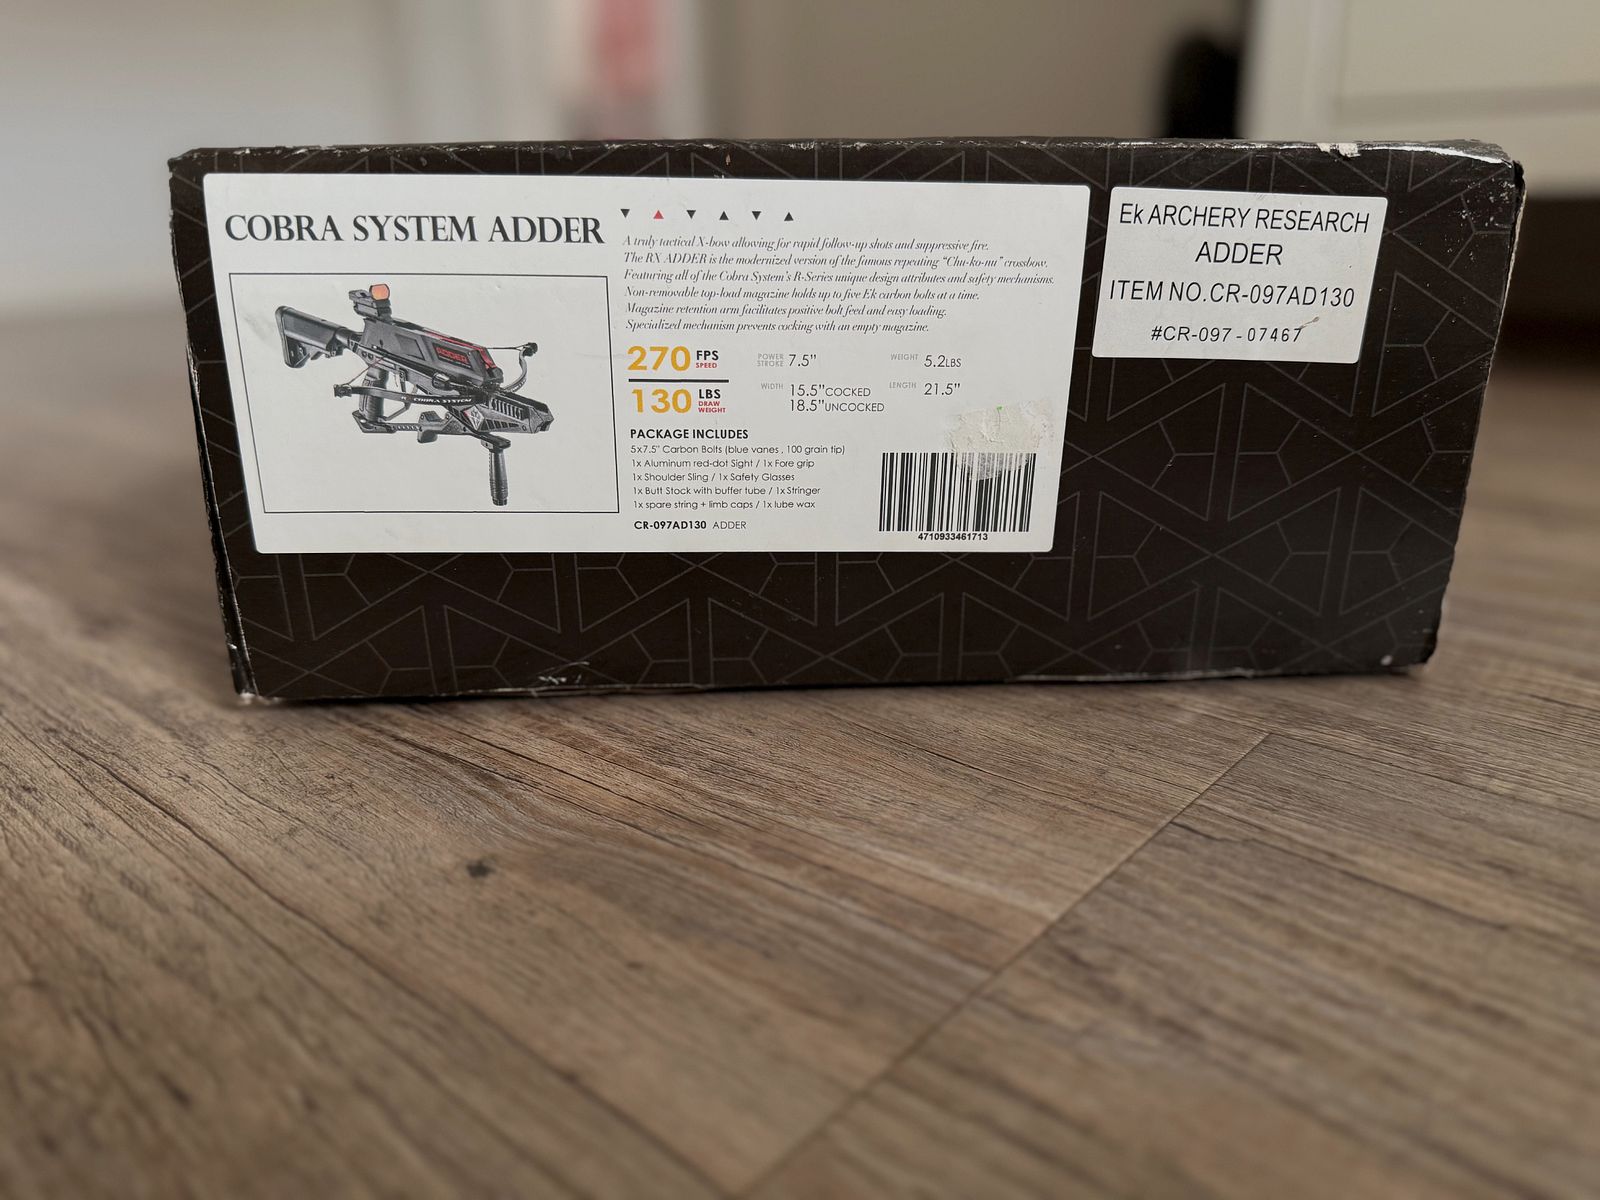 COBRA SYSTEM ADDER
A truly tactical X-bow allowing for rapid follow-up shots and suppressive fire.
The RX ADDER is the modernized version of the famous repeating "Chu-ko-nu" crossbow.
Featuring all of the Cobra System's R-Series unique design attributes and safety mechanisms.
Non-removable top-load magazine holds up to five Ek carbon bolts at a time.
Magazine retention arm facilitates positive bolt feed and easy loading.
Specialized mechanism prevents cocking with an empty magazine.
ADDER
COBRA SYSTEM
270 FPS SPEED
130 LBS DRAW WEIGHT
POWER STROKE 7.5"
WEIGHT 5.2LBS
WIDTH 15.5"COCKED
18.5"UNCOCKED
LENGTH 21.5"
PACKAGE INCLUDES
5x7.5" Carbon Bolts (blue vanes , 100 grain tip)
1x Aluminum red-dot Sight / 1x Fore grip
1x Shoulder Sling / 1x Safety Glasses
1x Butt Stock with buffer tube / 1x Stringer
1x spare string + limb caps / 1x lube wax
CR-097AD130 ADDER
4710933461713
Ek ARCHERY RESEARCH
ADDER
ITEM NO.CR-097AD130
#CR-097-07467